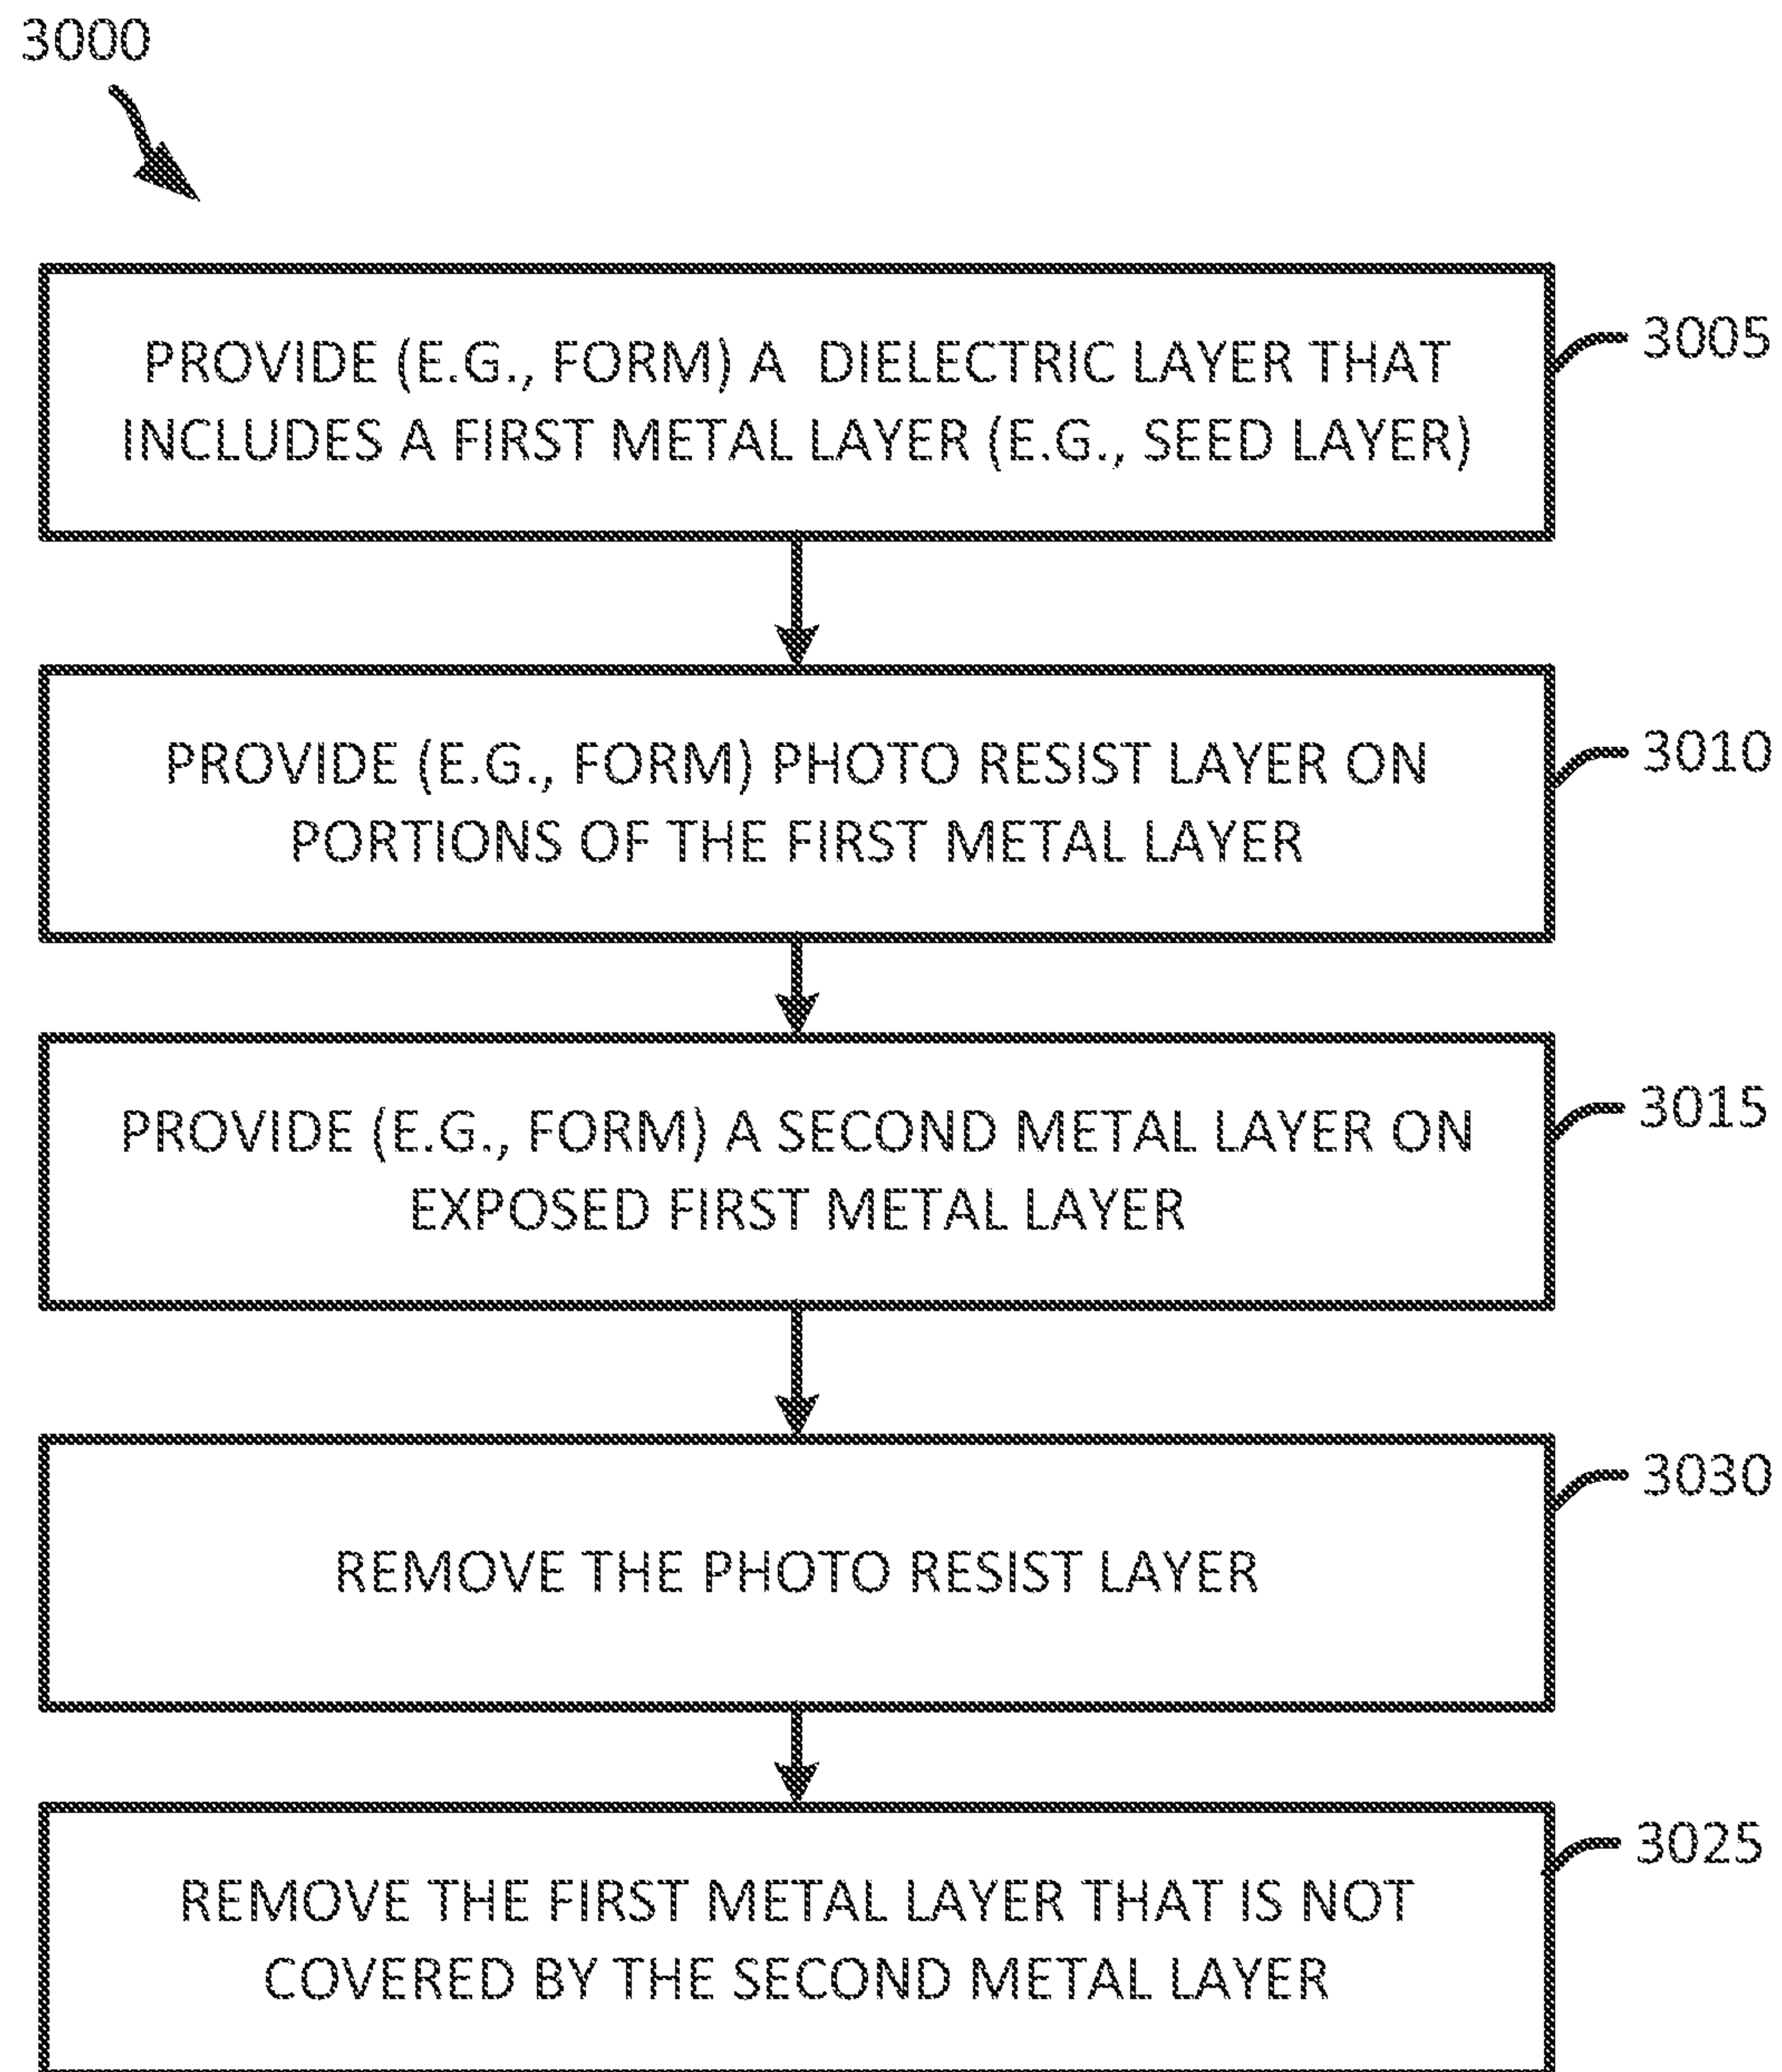 3000
PROVIDE (E.G., FORM) A DIELECTRIC LAYER THAT
INCLUDES A FIRST METAL LAYER (E.G., SEED LAYER)
3005
PROVIDE (E.G., FORM) PHOTO RESIST LAYER ON
PORTIONS OF THE FIRST METAL LAYER
3010
PROVIDE (E.G., FORM) A SECOND METAL LAYER ON
EXPOSED FIRST METAL LAYER
3015
REMOVE THE PHOTO RESIST LAYER
3030
REMOVE THE FIRST METAL LAYER THAT IS NOT
COVERED BY THE SECOND METAL LAYER
3025